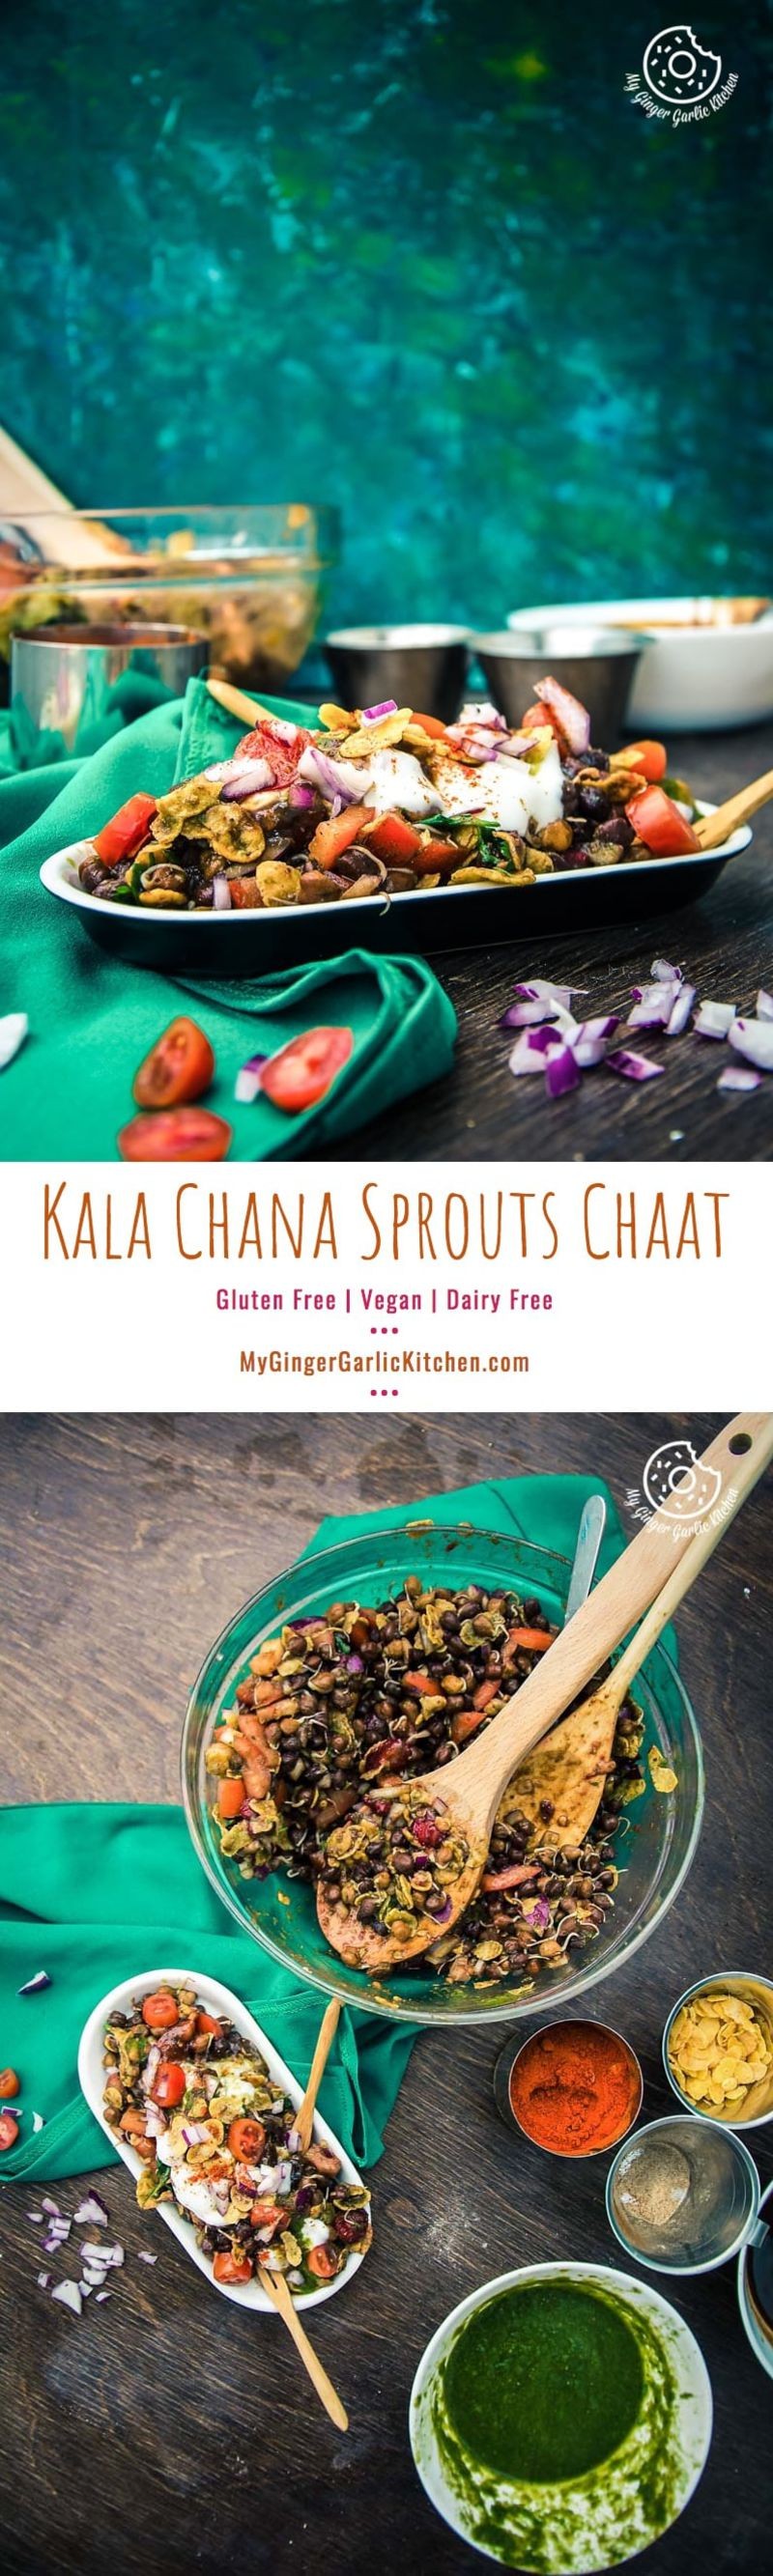 My Ginger Garlic Kitchen
KALA CHANA SPROUTS CHAAT
Gluten Free | Vegan | Dairy Free
MyGingerGarlicKitchen.com
My Ginger Garlic Kitchen